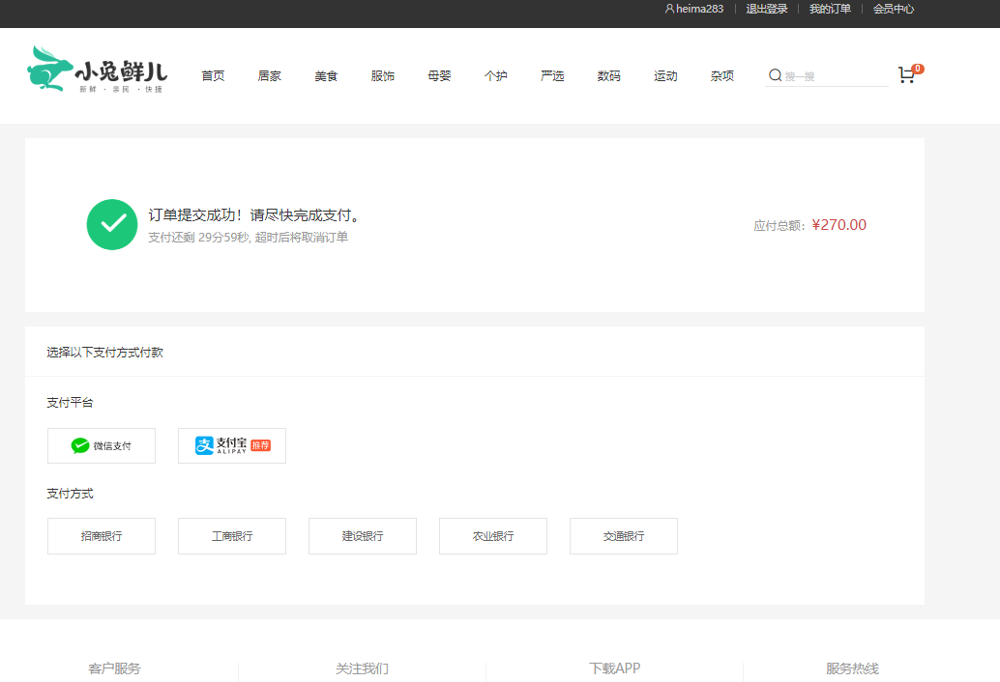 heima283 退出登录 我的订单 会员中心
小兔鲜儿 首页 居家 美食 服饰 母婴 个护 严选 数码 运动 杂项 搜一搜 0
新鲜 · 亲民 · 快捷
订单提交成功！请尽快完成支付。
支付还剩 29分59秒, 超时后将取消订单
应付总额：¥270.00
选择以下支付方式付款
支付平台
微信支付 支付宝 ALIPAY 推荐
支付方式
招商银行 工商银行 建设银行 农业银行 交通银行
客户服务 关注我们 下载APP 服务热线